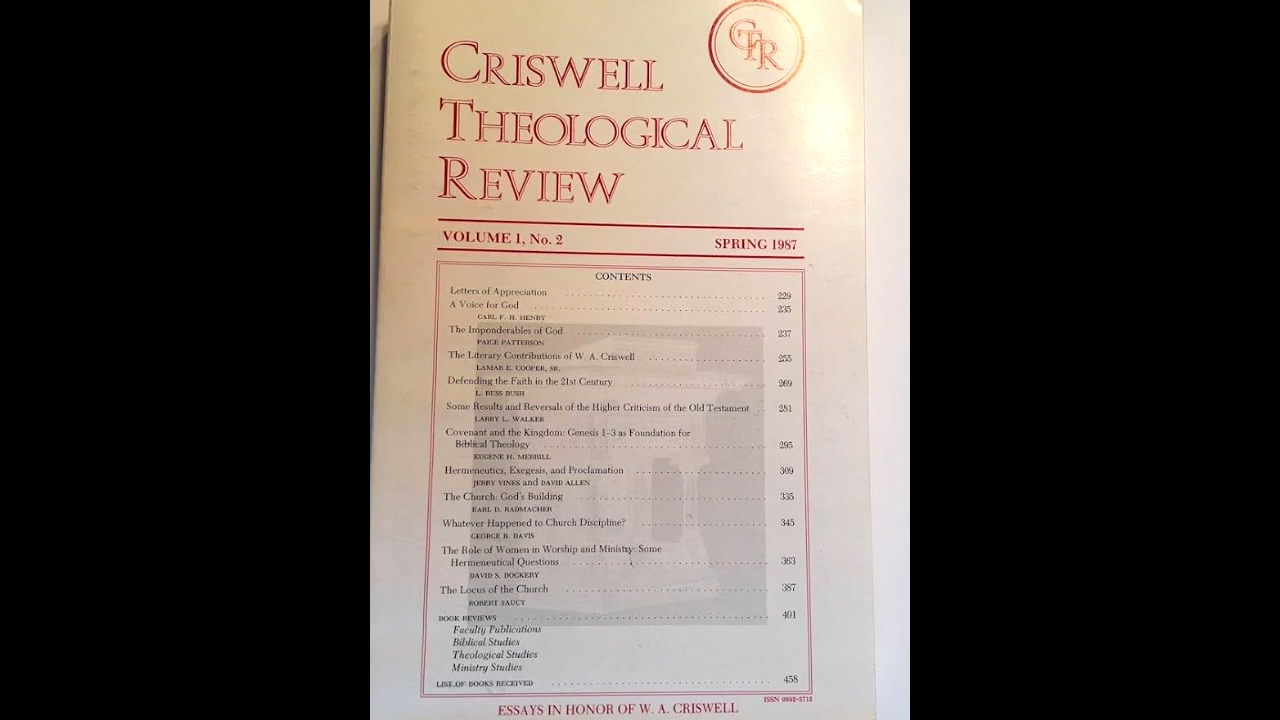 CTR
CRISWELL
THEOLOGICAL
REVIEW
VOLUME 1, No. 2 SPRING 1987
CONTENTS
Letters of Appreciation 229
A Voice for God 235
CARL F. H. HENRY
The Imponderables of God 237
PAIGE PATTERSON
The Literary Contributions of W. A. Criswell 255
LAMAR E. COOPER, SR.
Defending the Faith in the 21st Century 269
L. RUSS BUSH
Some Results and Reversals of the Higher Criticism of the Old Testament 281
LARRY L. WALKER
Covenant and the Kingdom: Genesis 1–3 as Foundation for
Biblical Theology 295
EUGENE H. MERRILL
Hermeneutics, Exegesis, and Proclamation 309
JERRY VINES and DAVID ALLEN
The Church: God's Building 335
EARL D. RADMACHER
Whatever Happened to Church Discipline? 345
GEORGE B. DAVIS
The Role of Women in Worship and Ministry: Some
Hermeneutical Questions 363
DAVID S. DOCKERY
The Locus of the Church 387
ROBERT SAUCY
BOOK REVIEWS 401
Faculty Publications
Biblical Studies
Theological Studies
Ministry Studies
LIST OF BOOKS RECEIVED 458
ISSN 0892-5712
ESSAYS IN HONOR OF W. A. CRISWELL